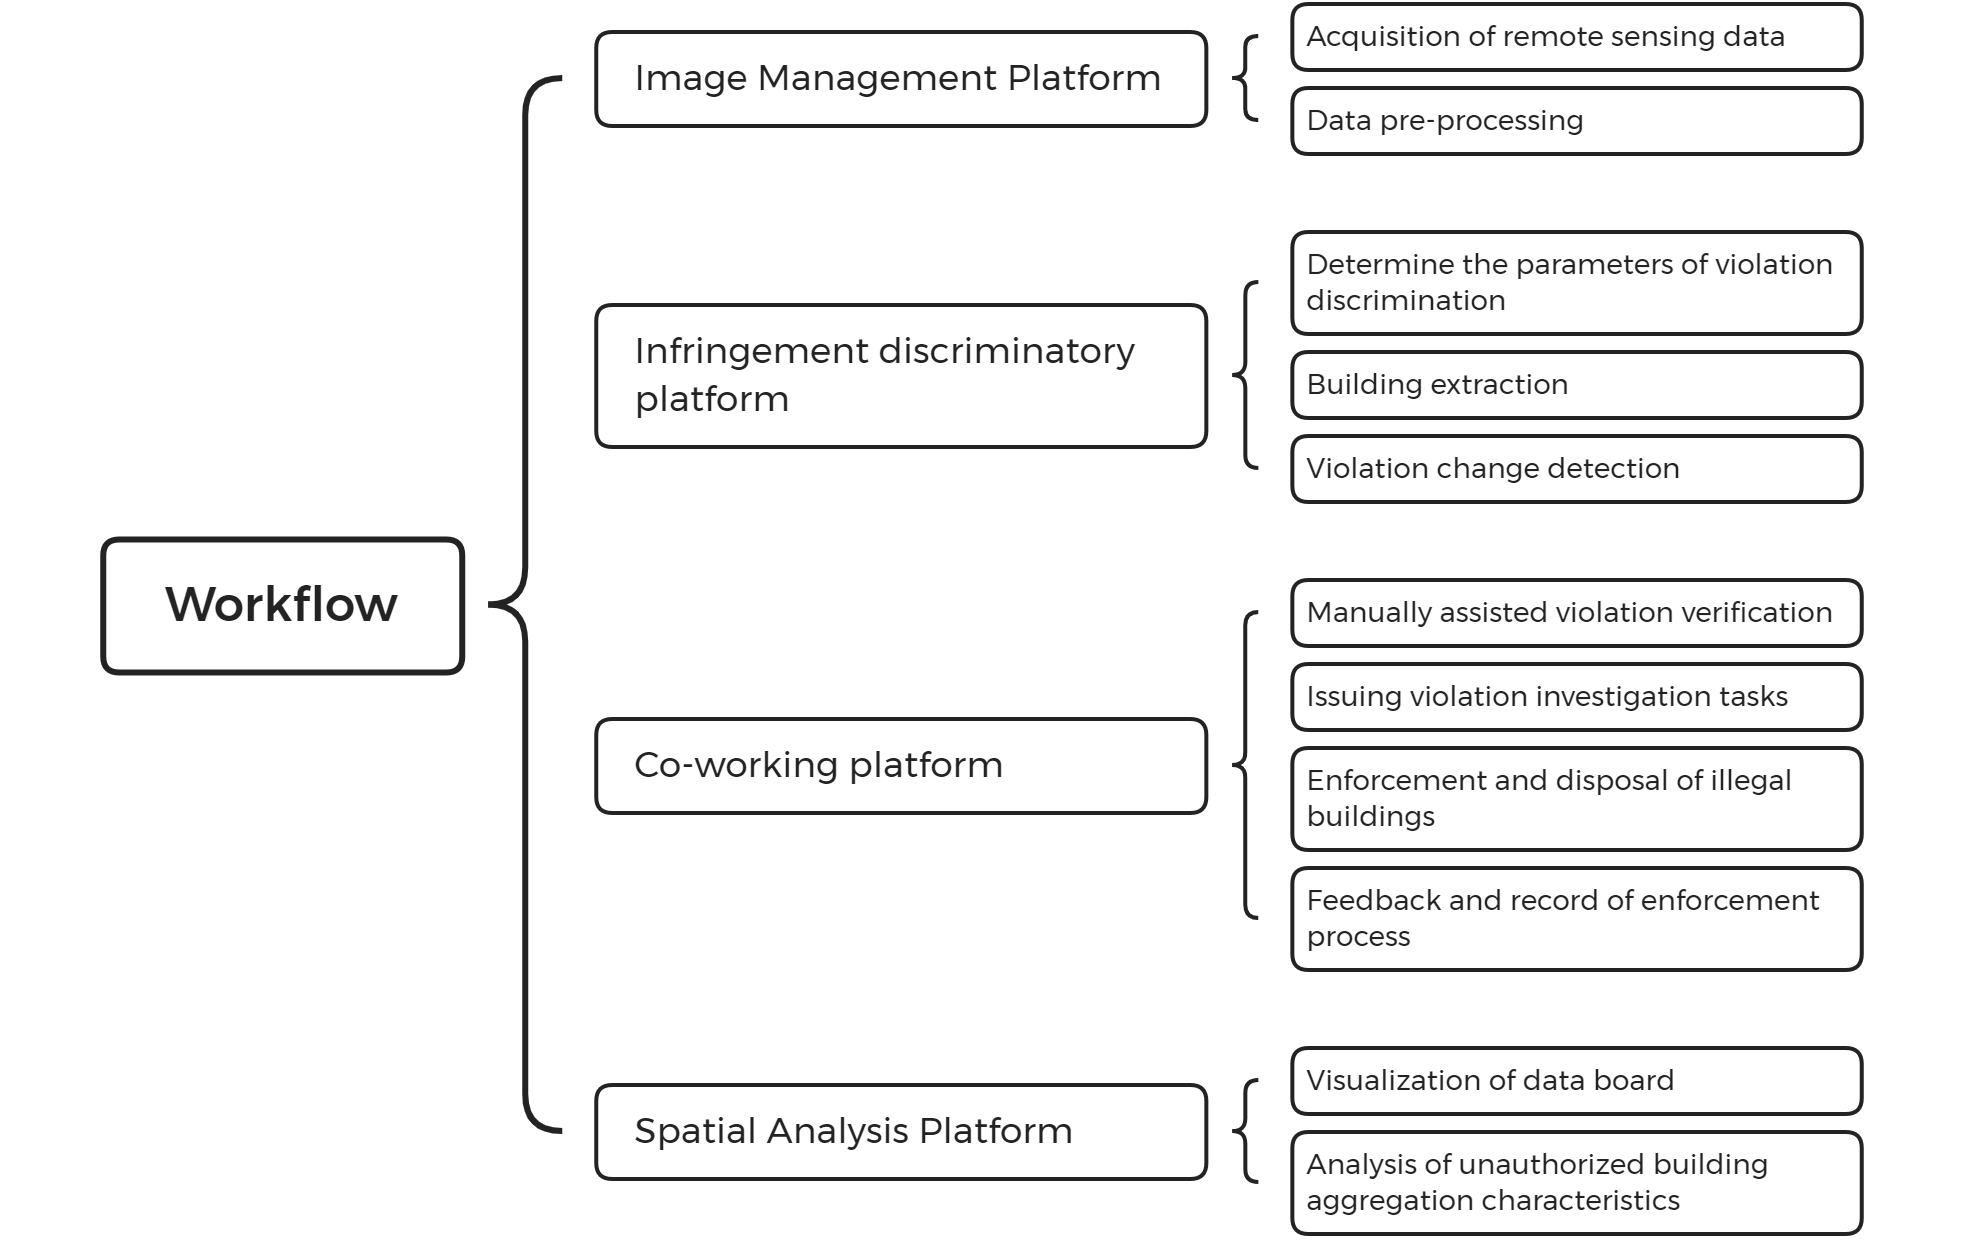 Workflow
Image Management Platform
Acquisition of remote sensing data
Data pre-processing
Infringement discriminatory
platform
Determine the parameters of violation
discrimination
Building extraction
Violation change detection
Co-working platform
Manually assisted violation verification
Issuing violation investigation tasks
Enforcement and disposal of illegal
buildings
Feedback and record of enforcement
process
Spatial Analysis Platform
Visualization of data board
Analysis of unauthorized building
aggregation characteristics